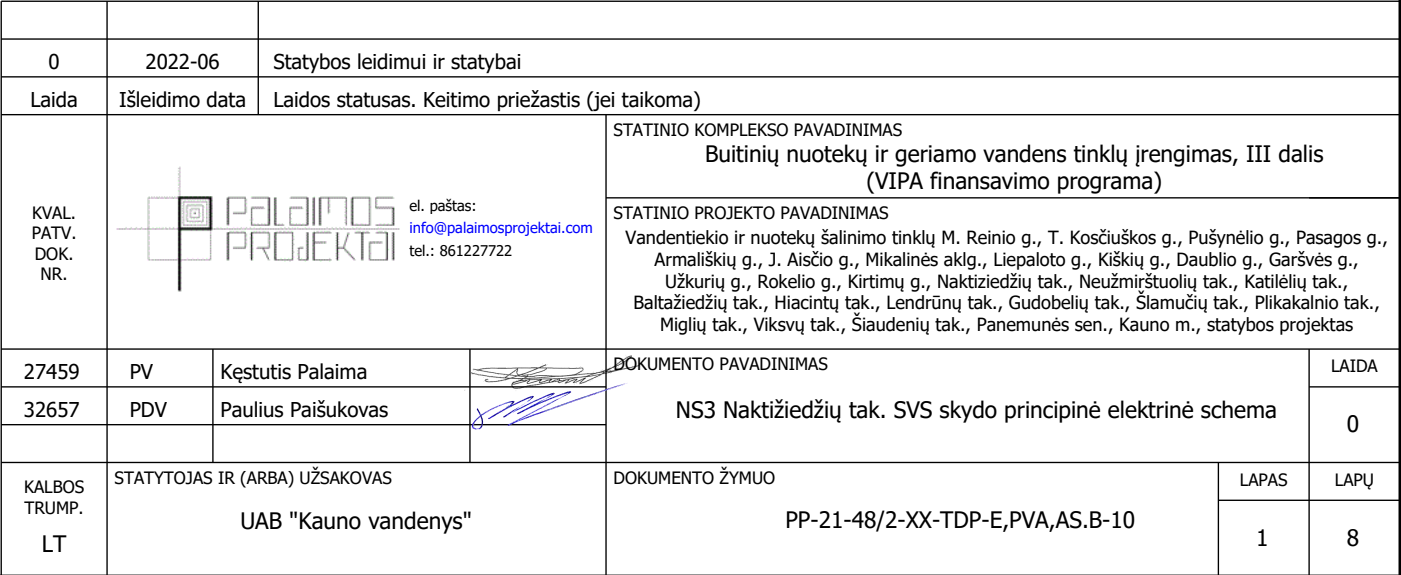 0 2022-06 Statybos leidimui ir statybai
Laida Išleidimo data Laidos statusas. Keitimo priežastis (jei taikoma)
KVAL.
PATV.
DOK.
NR.
PALAIMOS
PROJEKTAI
el. paštas:
info@palaimosprojektai.com
tel.: 861227722
STATINIO KOMPLEKSO PAVADINIMAS
Buitinių nuotekų ir geriamo vandens tinklų įrengimas, III dalis
(VIPA finansavimo programa)
STATINIO PROJEKTO PAVADINIMAS
Vandentiekio ir nuotekų šalinimo tinklų M. Reinio g., T. Kosčiuškos g., Pušynėlio g., Pasagos g.,
Armališkių g., J. Aisčio g., Mikalinės aklg., Liepaloto g., Kiškių g., Daublio g., Garšvės g.,
Užkurių g., Rokelio g., Kirtimų g., Naktiziedžių tak., Neužmirštuolių tak., Katilėlių tak.,
Baltažiedžių tak., Hiacintų tak., Lendrūnų tak., Gudobelių tak., Šlamučių tak., Plikakalnio tak.,
Miglių tak., Viksvų tak., Šiaudenių tak., Panemunės sen., Kauno m., statybos projektas
27459 PV Kęstutis Palaima
32657 PDV Paulius Paišukovas
DOKUMENTO PAVADINIMAS
NS3 Naktižiedžių tak. SVS skydo principinė elektrinė schema
LAIDA
0
KALBOS
TRUMP.
LT
STATYTOJAS IR (ARBA) UŽSAKOVAS
UAB "Kauno vandenys"
DOKUMENTO ŽYMUO
PP-21-48/2-XX-TDP-E,PVA,AS.B-10
LAPAS
1
LAPŲ
8